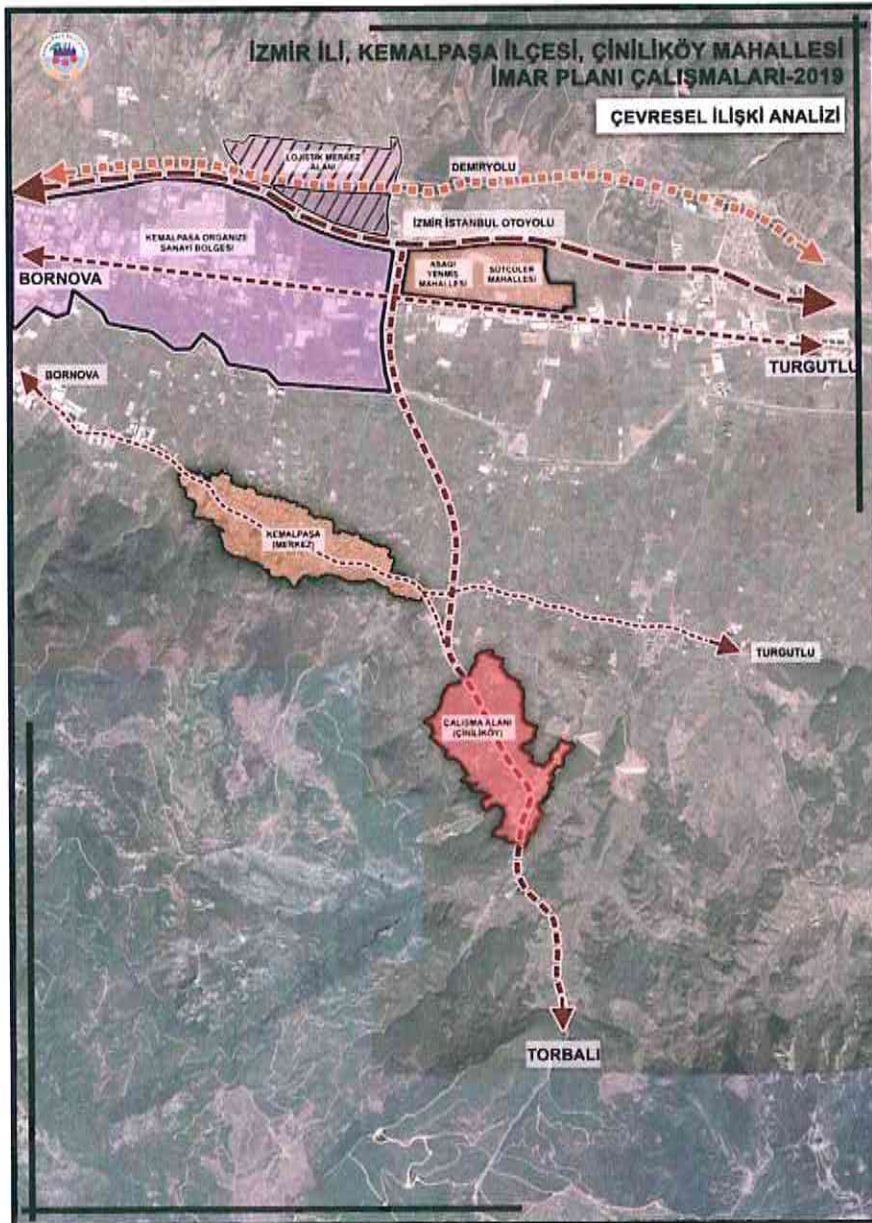 İZMİR İLİ, KEMALPAŞA İLÇESİ, ÇİNİLİKÖY MAHALLESİ
İMAR PLANI ÇALIŞMALARI-2019
ÇEVRESEL İLİŞKİ ANALİZİ
LOJİSTİK MERKEZ
ALANI
DEMİRYOLU
İZMİR İSTANBUL OTOYOLU
KEMALPAŞA ORGANİZE
SANAYİ BÖLGESİ
AŞAGI
YENMİŞ
MAHALLESİ
SÜTÇÜLER
MAHALLESİ
BORNOVA
TURGUTLU
BORNOVA
KEMALPAŞA
(MERKEZ)
TURGUTLU
ÇALIŞMA ALANI
(ÇİNİLİKÖY)
TORBALI